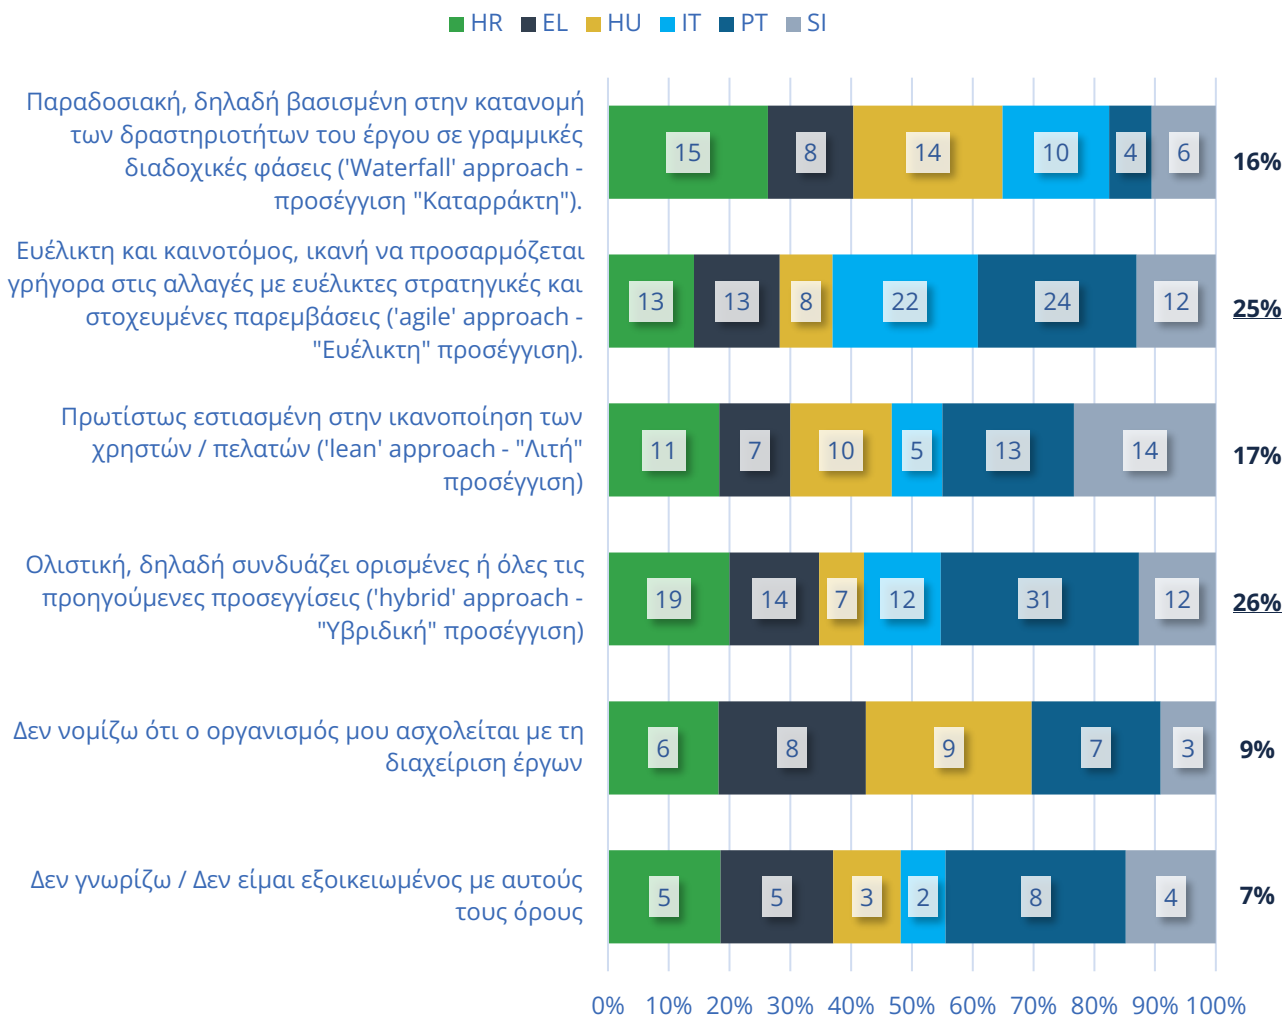 HR EL HU IT PT SI
Παραδοσιακή, δηλαδή βασισμένη στην κατανομή
των δραστηριοτήτων του έργου σε γραμμικές
διαδοχικές φάσεις ('Waterfall' approach -
προσέγγιση "Καταρράκτη").
15 8 14 10 4 6 16%
Ευέλικτη και καινοτόμος, ικανή να προσαρμόζεται
γρήγορα στις αλλαγές με ευέλικτες στρατηγικές και
στοχευμένες παρεμβάσεις ('agile' approach -
"Ευέλικτη" προσέγγιση).
13 13 8 22 24 12 25%
Πρωτίστως εστιασμένη στην ικανοποίηση των
χρηστών / πελατών ('lean' approach - "Λιτή"
προσέγγιση)
11 7 10 5 13 14 17%
Ολιστική, δηλαδή συνδυάζει ορισμένες ή όλες τις
προηγούμενες προσεγγίσεις ('hybrid' approach -
"Υβριδική" προσέγγιση)
19 14 7 12 31 12 26%
Δεν νομίζω ότι ο οργανισμός μου ασχολείται με τη
διαχείριση έργων
6 8 9 7 3 9%
Δεν γνωρίζω / Δεν είμαι εξοικειωμένος με αυτούς
τους όρους
5 5 3 2 8 4 7%
0% 10% 20% 30% 40% 50% 60% 70% 80% 90% 100%